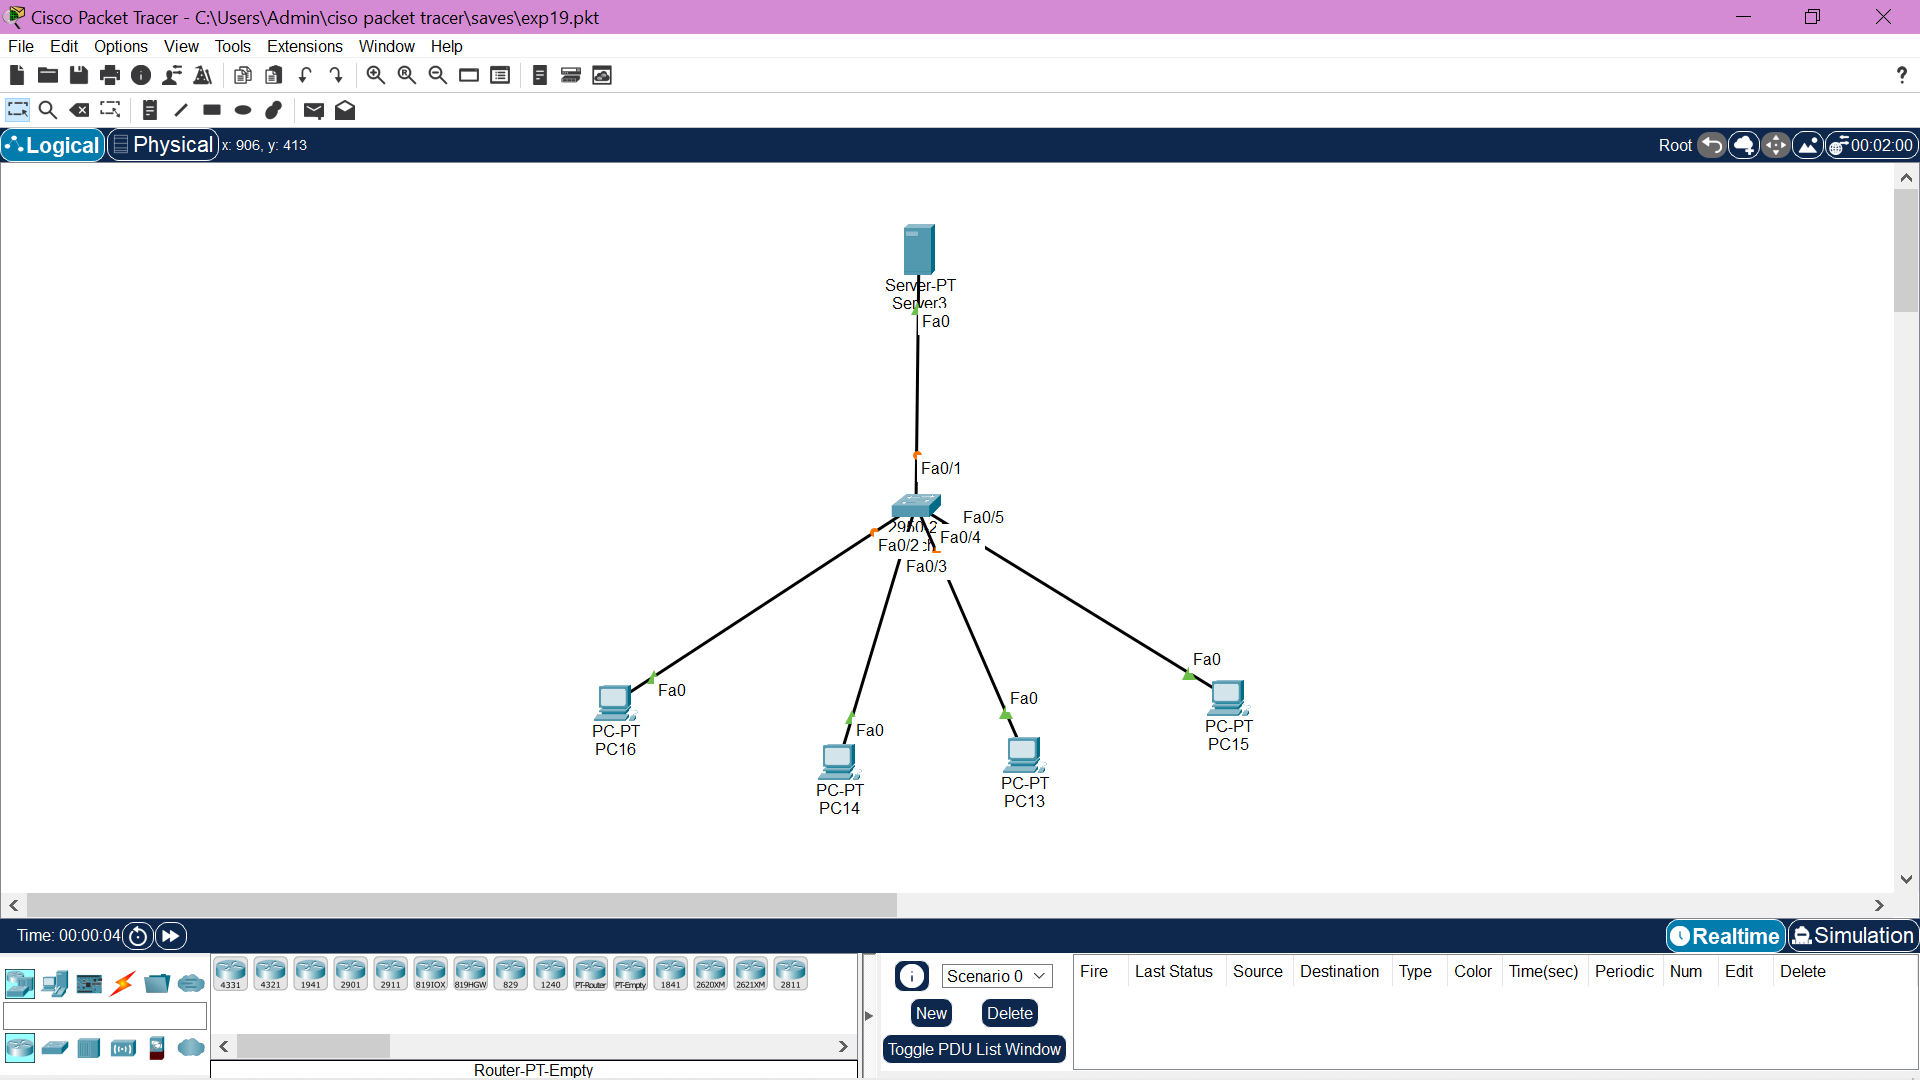 Cisco Packet Tracer - C:\Users\Admin\ciso packet tracer\saves\exp19.pkt
File Edit Options View Tools Extensions Window Help
?
Logical Physical x: 906, y: 413 Root 00:02:00
Server-PT
Server3
Fa0
Fa0/1
Fa0/5
Fa0/4
Fa0/2
Fa0/3
Fa0
Fa0
PC-PT
PC16
Fa0
PC-PT
PC15
Fa0
PC-PT
PC14
PC-PT
PC13
Time: 00:00:04 Realtime Simulation
4331 4321 1941 2901 2911 819IOX 819HGW 829 1240 PT-Router PT-Empty 1841 2620XM 2621XM 2811
Scenario 0
New Delete
Toggle PDU List Window
Fire Last Status Source Destination Type Color Time(sec) Periodic Num Edit Delete
Router-PT-Empty